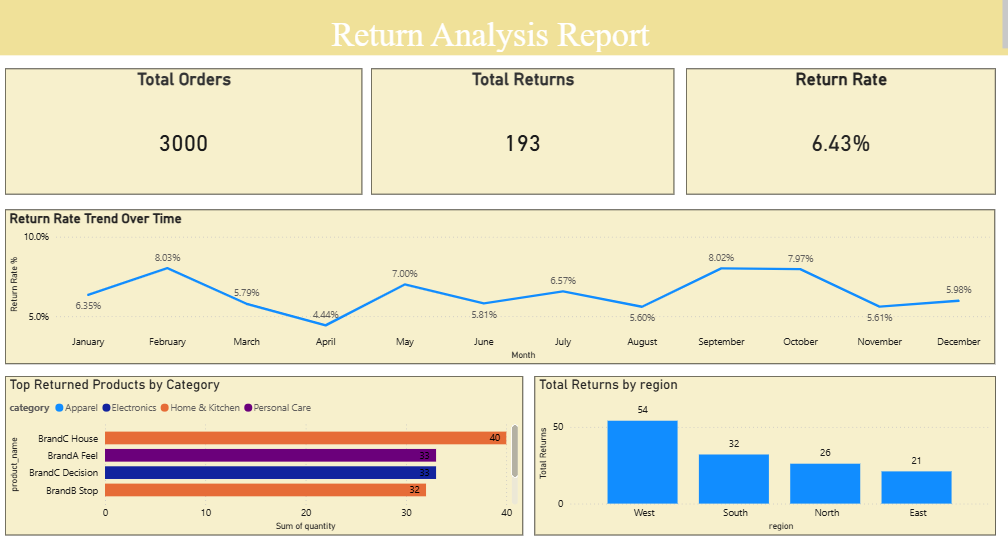 Return Analysis Report
Total Orders
3000
Total Returns
193
Return Rate
6.43%
Return Rate Trend Over Time
Return Rate %
10.0%
5.0%
6.35%
8.03%
5.79%
4.44%
7.00%
5.81%
6.57%
5.60%
8.02%
7.97%
5.61%
5.98%
January February March April May June July August September October November December
Month
Top Returned Products by Category
category Apparel Electronics Home & Kitchen Personal Care
product_name
BrandC House 40
BrandA Feel 33
BrandC Decision 33
BrandB Stop 32
0 10 20 30 40
Sum of quantity
Total Returns by region
Total Returns
50
0
54
32
26
21
West South North East
region